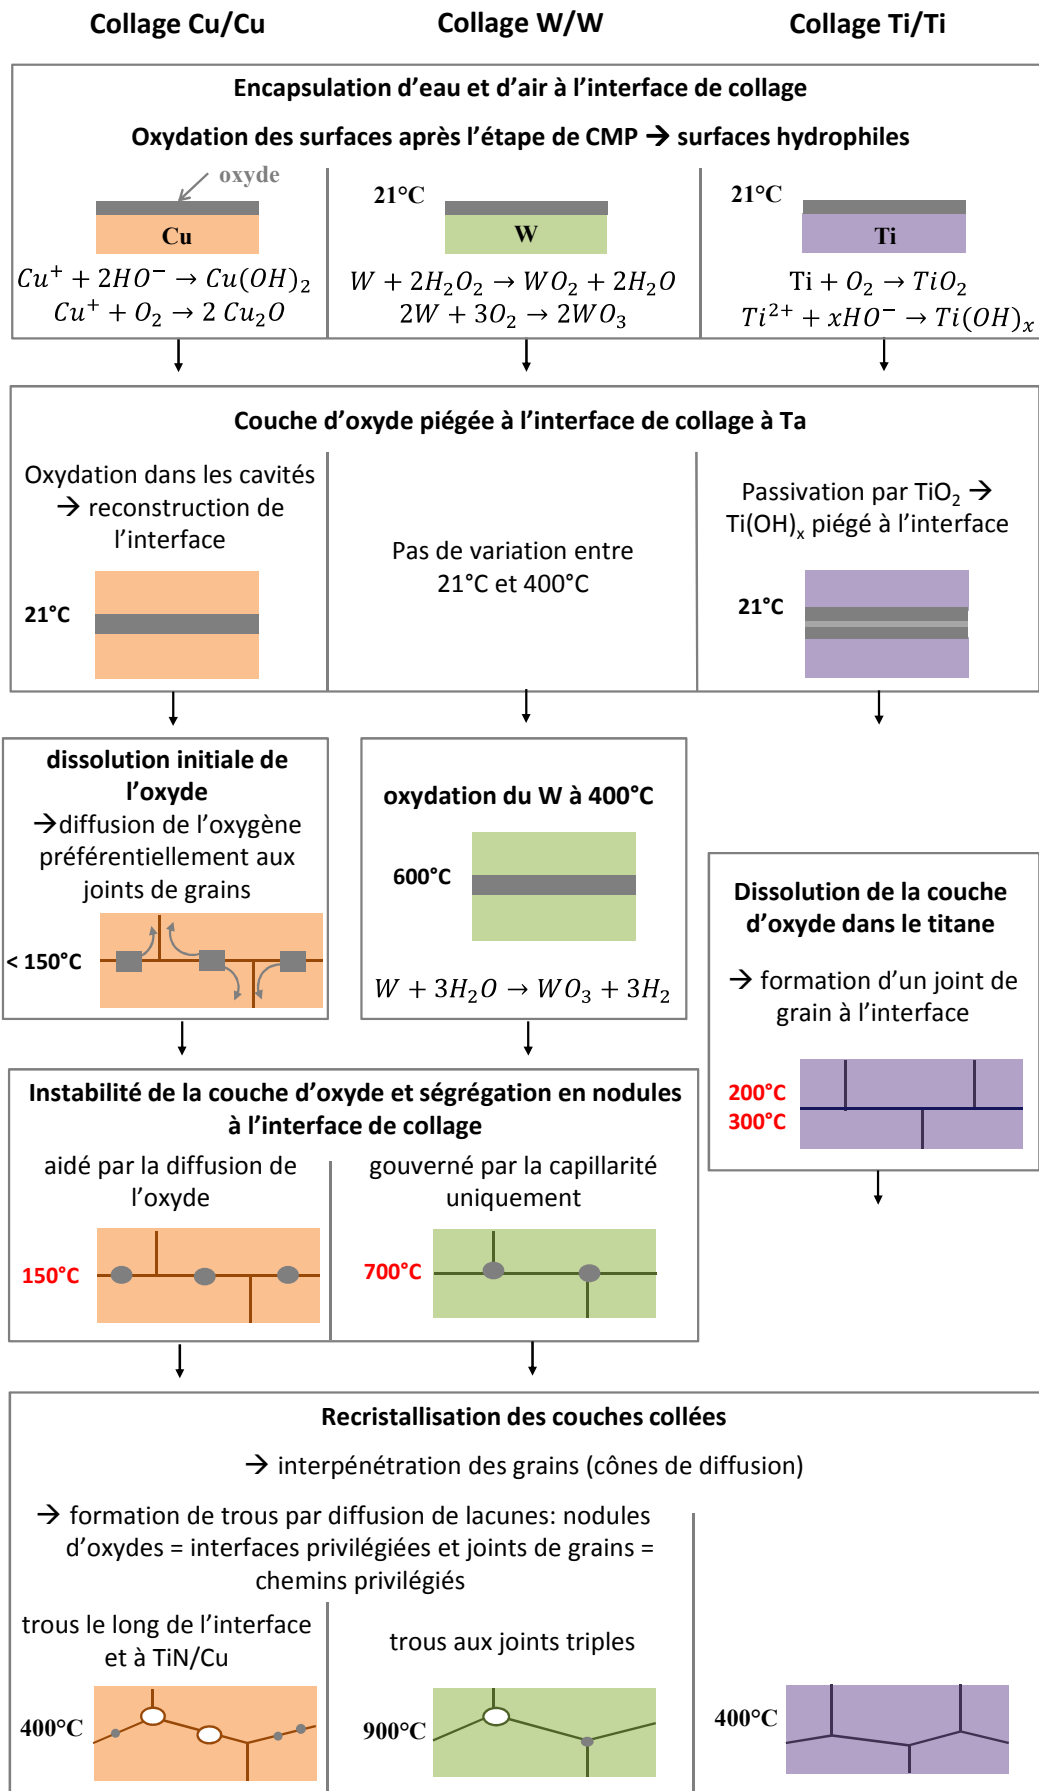 Collage Cu/Cu
Collage W/W
Collage Ti/Ti
Encapsulation d'eau et d'air à l'interface de collage
Oxydation des surfaces après l'étape de CMP → surfaces hydrophiles
oxyde
Cu
Cu⁺ + 2HO⁻ → Cu(OH)₂
Cu⁺ + O₂ → 2 Cu₂O
21°C
W
W + 2H₂O₂ → WO₂ + 2H₂O
2W + 3O₂ → 2WO₃
21°C
Ti
Ti + O₂ → TiO₂
Ti²⁺ + xHO⁻ → Ti(OH)ₓ
Couche d'oxyde piégée à l'interface de collage à Ta
Oxydation dans les cavités
→ reconstruction de
l'interface
21°C
Pas de variation entre
21°C et 400°C
Passivation par TiO₂ →
Ti(OH)ₓ piégé à l'interface
21°C
dissolution initiale de
l'oxyde
→diffusion de l'oxygène
préférentiellement aux
joints de grains
< 150°C
oxydation du W à 400°C
600°C
W + 3H₂O → WO₃ + 3H₂
Dissolution de la couche
d'oxyde dans le titane
→ formation d'un joint de
grain à l'interface
200°C
300°C
Instabilité de la couche d'oxyde et ségrégation en nodules
à l'interface de collage
aidé par la diffusion de
l'oxyde
150°C
gouverné par la capillarité
uniquement
700°C
Recristallisation des couches collées
→ interpénétration des grains (cônes de diffusion)
→ formation de trous par diffusion de lacunes: nodules
d'oxydes = interfaces privilégiées et joints de grains =
chemins privilégiés
trous le long de l'interface
et à TiN/Cu
400°C
trous aux joints triples
900°C
400°C